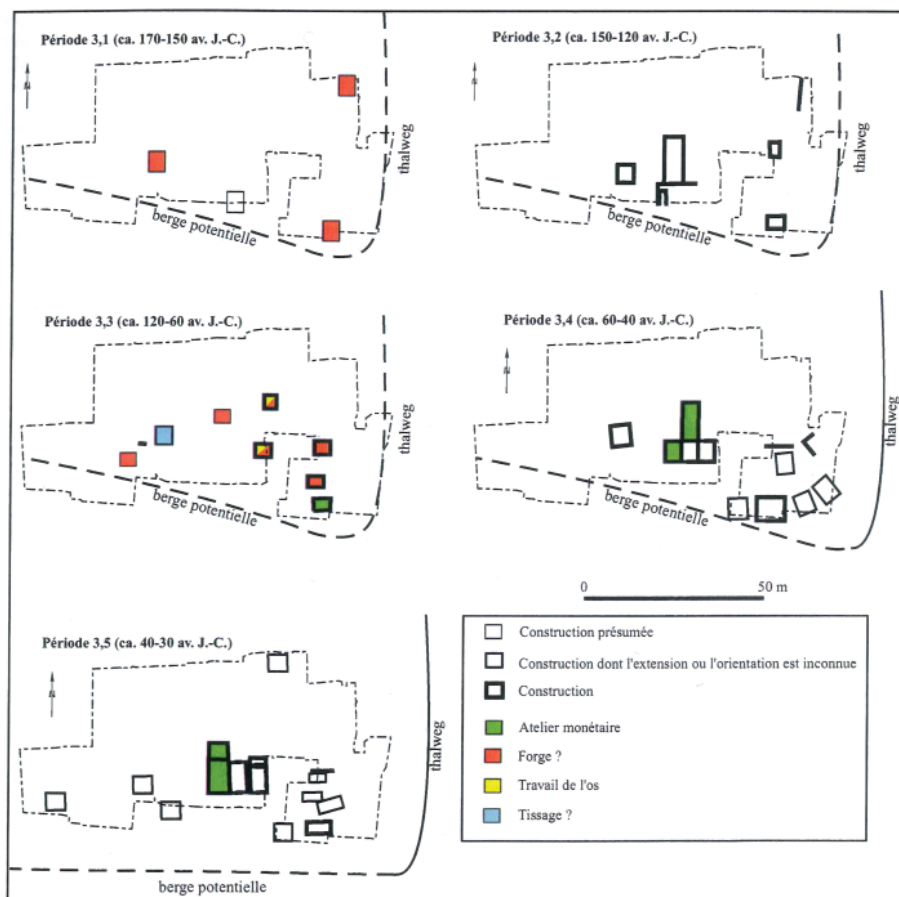 Période 3,1 (ca. 170-150 av. J.-C.)
thalweg
berge potentielle
Période 3,2 (ca. 150-120 av. J.-C.)
thalweg
berge potentielle
Période 3,3 (ca. 120-60 av. J.-C.)
thalweg
berge potentielle
Période 3,4 (ca. 60-40 av. J.-C.)
thalweg
berge potentielle
0 50 m
Période 3,5 (ca. 40-30 av. J.-C.)
thalweg
berge potentielle
Construction présumée
Construction dont l'extension ou l'orientation est inconnue
Construction
Atelier monétaire
Forge ?
Travail de l'os
Tissage ?